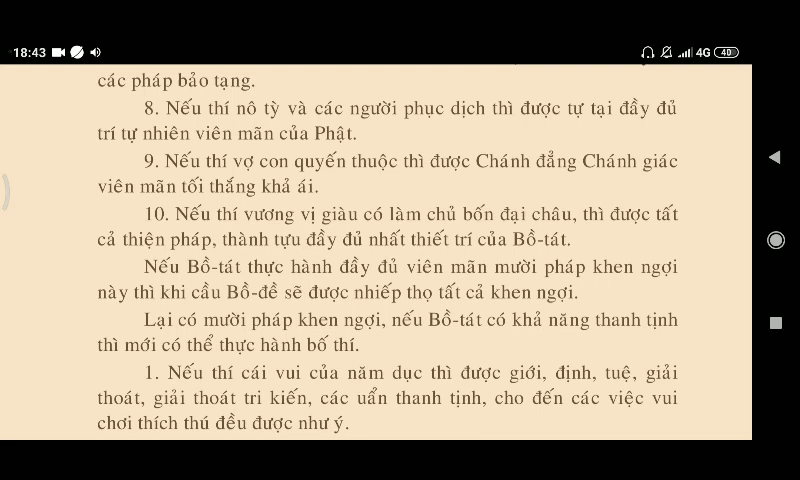 18:43
4G 40
các pháp bảo tạng.
8. Nếu thí nô tỳ và các người phục dịch thì được tự tại đầy đủ
trí tự nhiên viên mãn của Phật.
9. Nếu thí vợ con quyến thuộc thì được Chánh đẳng Chánh giác
viên mãn tối thắng khả ái.
10. Nếu thí vương vị giàu có làm chủ bốn đại châu, thì được tất
cả thiện pháp, thành tựu đầy đủ nhất thiết trí của Bồ-tát.
Nếu Bồ-tát thực hành đầy đủ viên mãn mười pháp khen ngợi
này thì khi cầu Bồ-đề sẽ được nhiếp thọ tất cả khen ngợi.
Lại có mười pháp khen ngợi, nếu Bồ-tát có khả năng thanh tịnh
thì mới có thể thực hành bố thí.
1. Nếu thí cái vui của năm dục thì được giới, định, tuệ, giải
thoát, giải thoát tri kiến, các uẩn thanh tịnh, cho đến các việc vui
chơi thích thú đều được như ý.